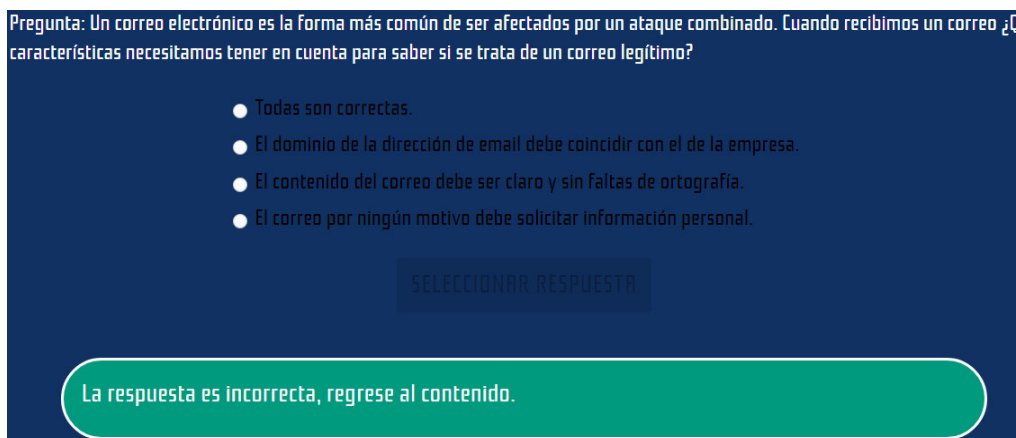 Pregunta: Un correo electrónico es la forma más común de ser afectados por un ataque combinado. Cuando recibimos un correo
características necesitamos tener en cuenta para saber si se trata de un correo legítimo?
Todas son correctas.
El dominio de la dirección de email debe coincidir con el de la empresa.
El contenido del correo debe ser claro y sin faltas de ortografía.
El correo por ningún motivo debe solicitar información personal.
SELECCIONAR RESPUESTA
La respuesta es incorrecta, regrese al contenido.